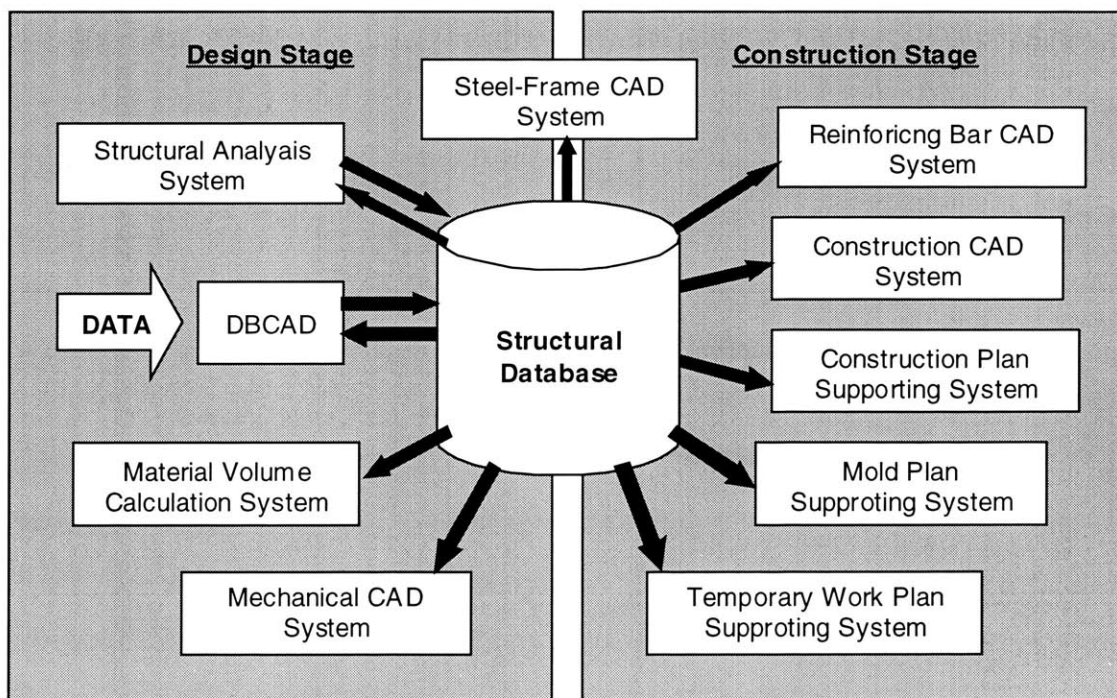 Design Stage
Construction Stage
Steel-Frame CAD
System
Structural Analyais
System
Reinforicng Bar CAD
System
Construction CAD
System
DATA
DBCAD
Structural
Database
Construction Plan
Supporting System
Material Volume
Calculation System
Mold Plan
Supproting System
Mechanical CAD
System
Temporary Work Plan
Supproting System